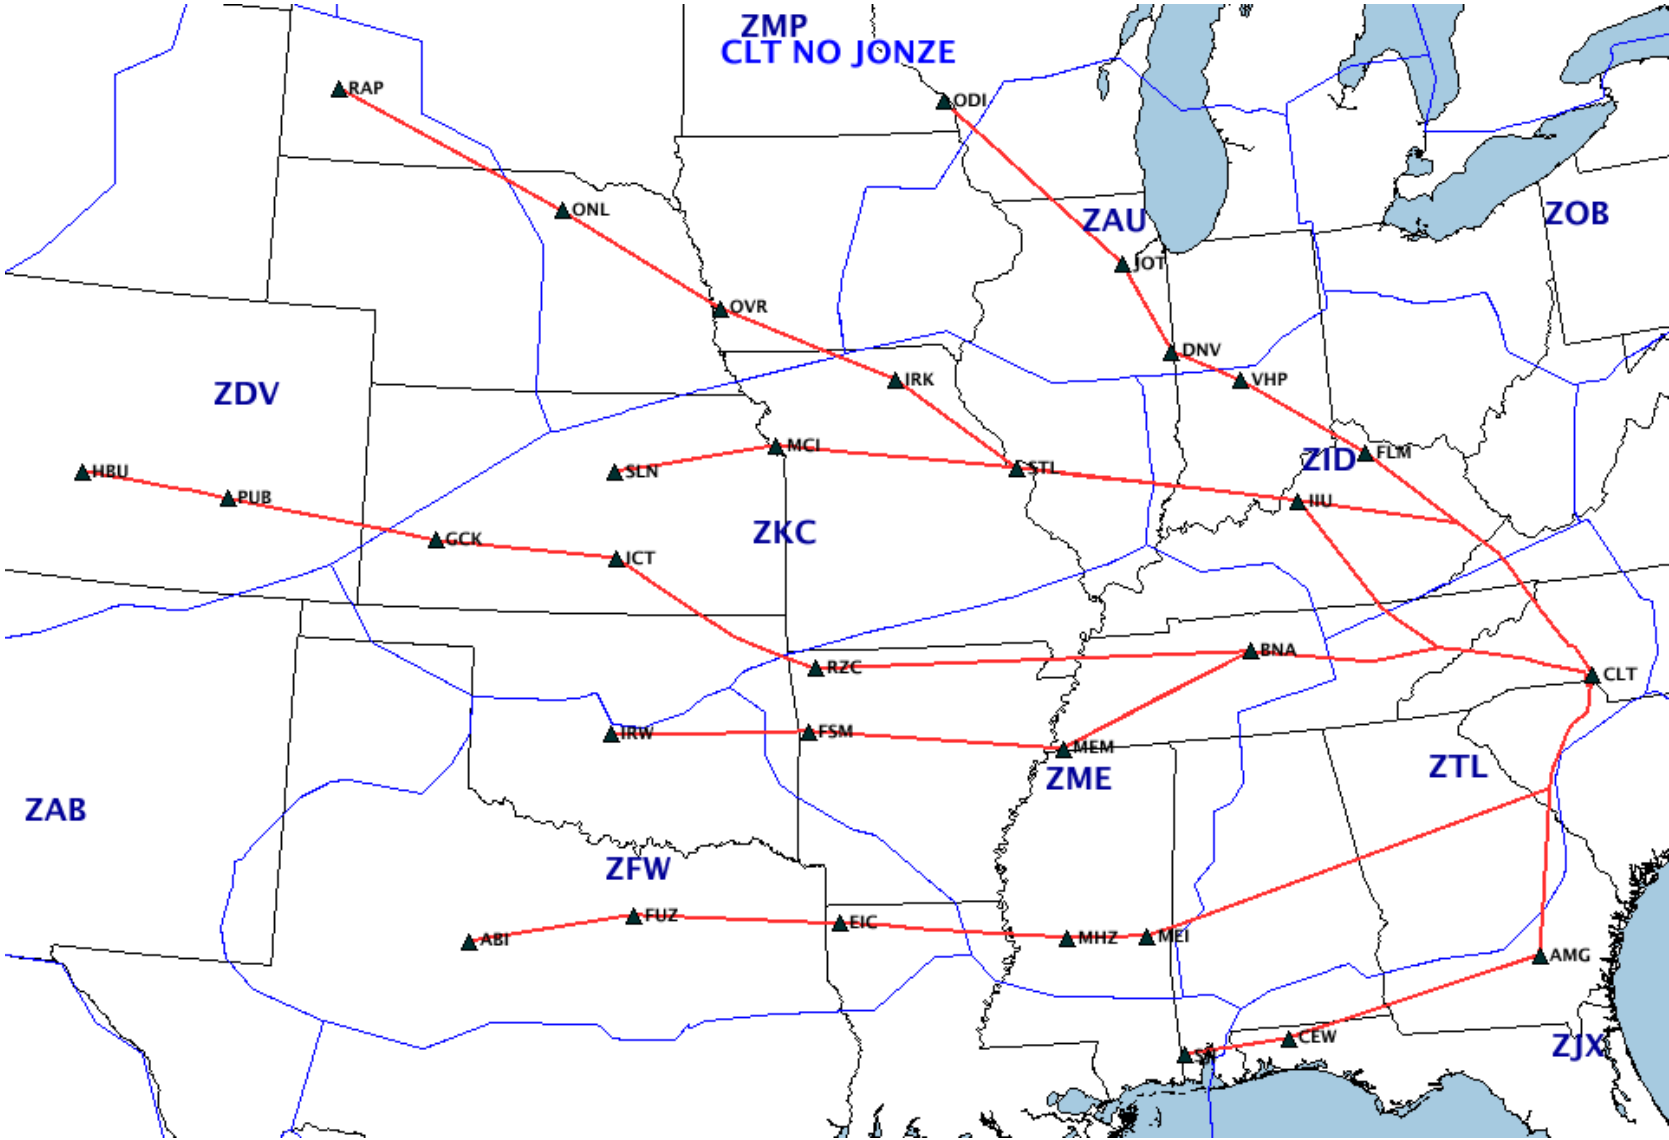 ZMP
CLT NO JONZE
RAP
ODI
ONL
ZAU
ZOB
JOT
OVR
DNV
IRK
VHP
ZDV
MCI
FLM
ZID
HBU
SLN
STL
PUB
IIU
GCK
ZKC
ICT
BNA
RZC
CLT
IRW
FSM
MEM
ZTL
ZME
ZAB
ZFW
FUZ
EIC
ABI
MHZ
MEI
AMG
CEW
ZJX
SJI